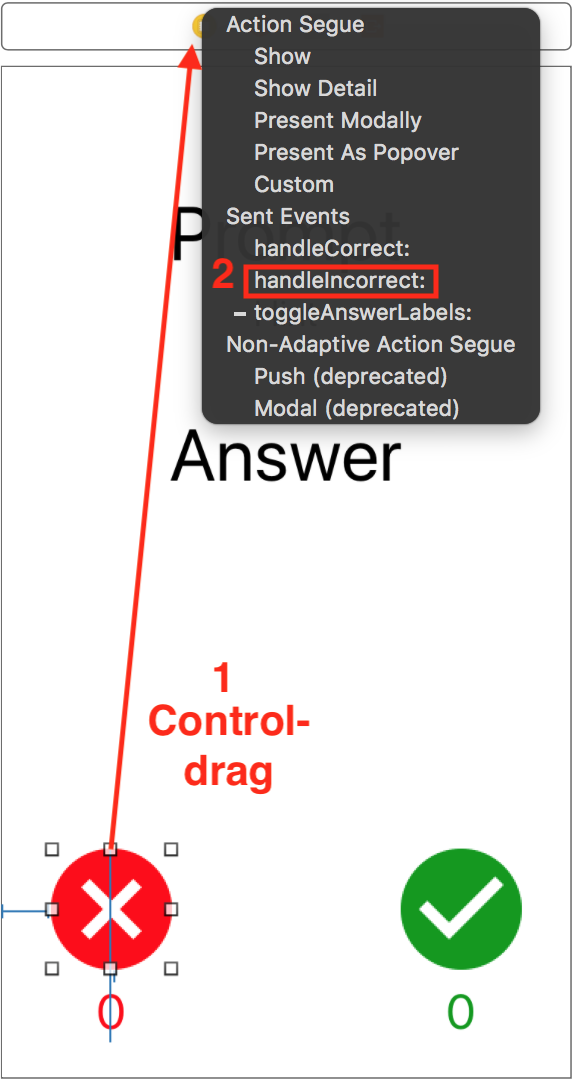 Action Segue
Show
Show Detail
Present Modally
Present As Popover
Custom
Sent Events
Prompt
handleCorrect:
2 handleIncorrect:
– toggleAnswerLabels:
Non-Adaptive Action Segue
Push (deprecated)
Modal (deprecated)
Answer
1
Control-
drag
0 0